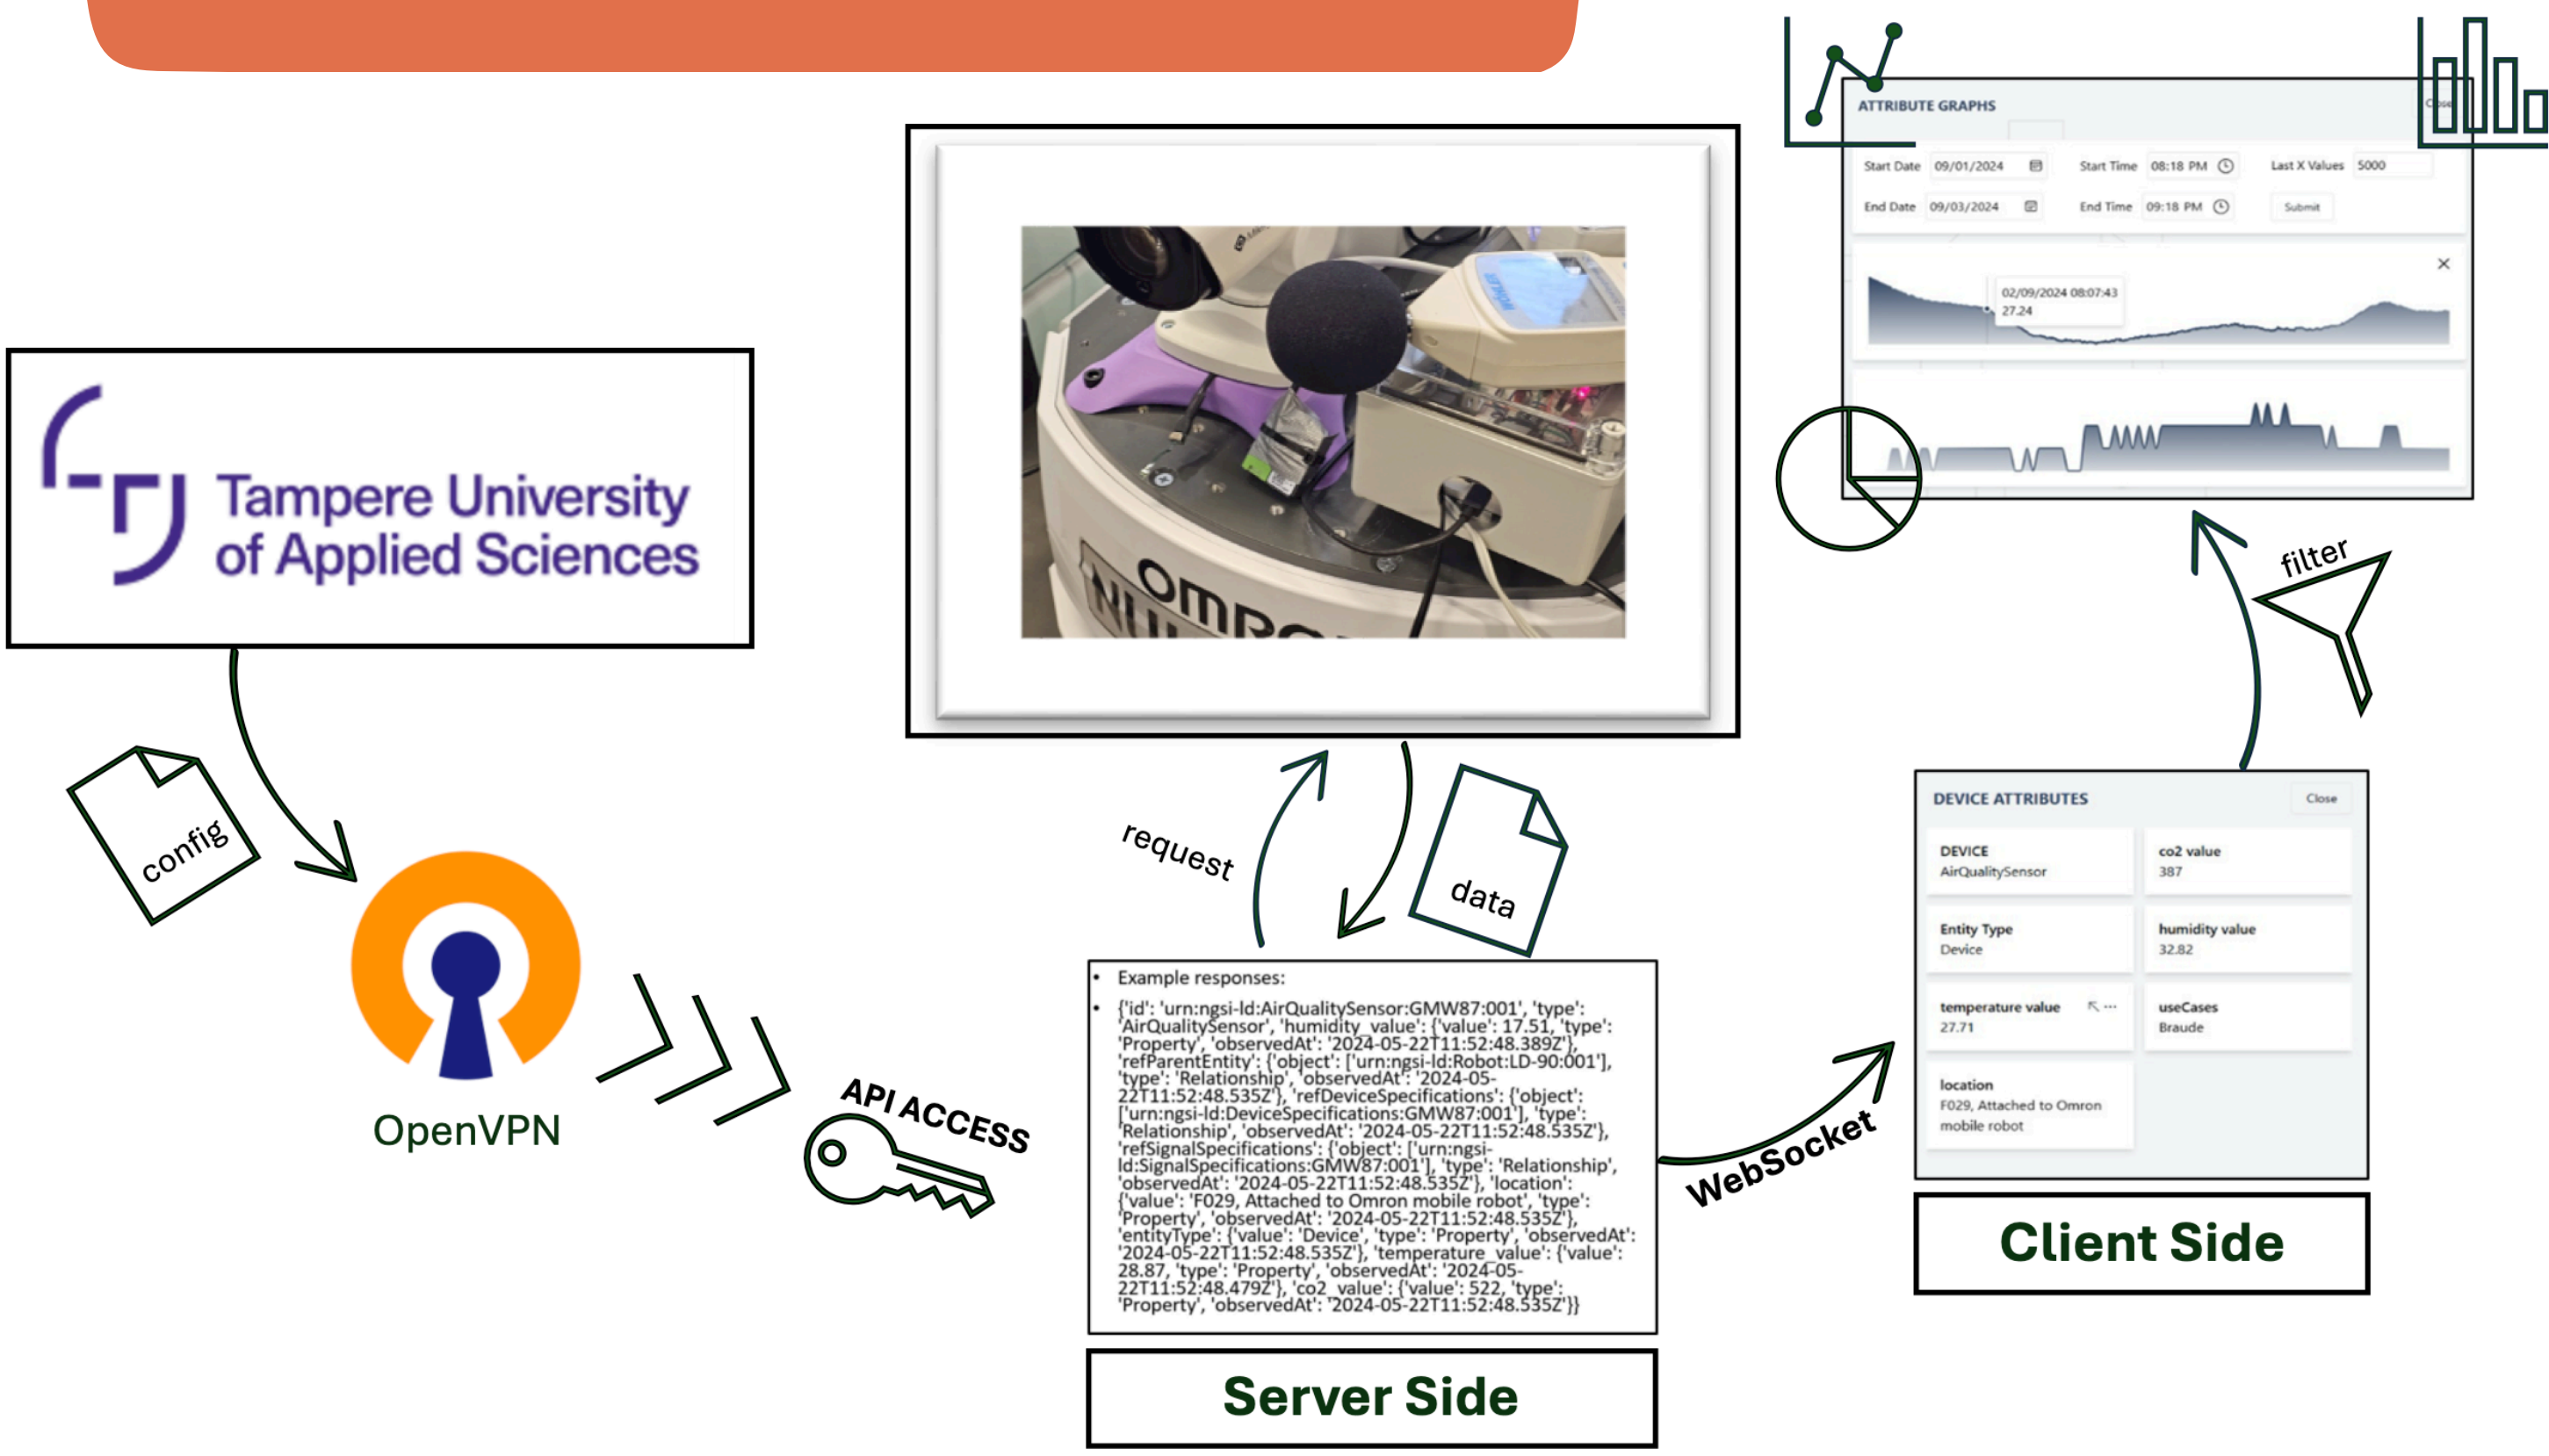 Tampere University
of Applied Sciences
config
OpenVPN
API ACCESS
OMRO
request
data
• Example responses:
• {'id': 'urn:ngsi-ld:AirQualitySensor:GMW87:001', 'type':
'AirQualitySensor', 'humidity_value': {'value': 17.51, 'type':
'Property', 'observedAt': '2024-05-22T11:52:48.389Z'},
'refParentEntity': {'object': ['urn:ngsi-ld:Robot:LD-90:001'],
'type': 'Relationship', 'observedAt': '2024-05-
22T11:52:48.535Z'}, 'refDeviceSpecifications': {'object':
['urn:ngsi-ld:DeviceSpecifications:GMW87:001'], 'type':
'Relationship', 'observedAt': '2024-05-22T11:52:48.535Z'},
'refSignalSpecifications': {'object': ['urn:ngsi-
ld:SignalSpecifications:GMW87:001'], 'type': 'Relationship',
'observedAt': '2024-05-22T11:52:48.535Z'}, 'location':
{'value': 'F029, Attached to Omron mobile robot', 'type':
'Property', 'observedAt': '2024-05-22T11:52:48.535Z'},
'entityType': {'value': 'Device', 'type': 'Property', 'observedAt':
'2024-05-22T11:52:48.535Z'}, 'temperature_value': {'value':
28.87, 'type': 'Property', 'observedAt': '2024-05-
22T11:52:48.479Z'}, 'co2_value': {'value': 522, 'type':
'Property', 'observedAt': '2024-05-22T11:52:48.535Z'}}
Server Side
WebSocket
DEVICE ATTRIBUTES Close
DEVICE
AirQualitySensor
co2 value
387
Entity Type
Device
humidity value
32.82
temperature value
27.71
useCases
Braude
location
F029, Attached to Omron
mobile robot
Client Side
filter
ATTRIBUTE GRAPHS Close
Start Date 09/01/2024 Start Time 08:18 PM Last X Values 5000
End Date 09/03/2024 End Time 09:18 PM Submit
02/09/2024 08:07:43
27.24